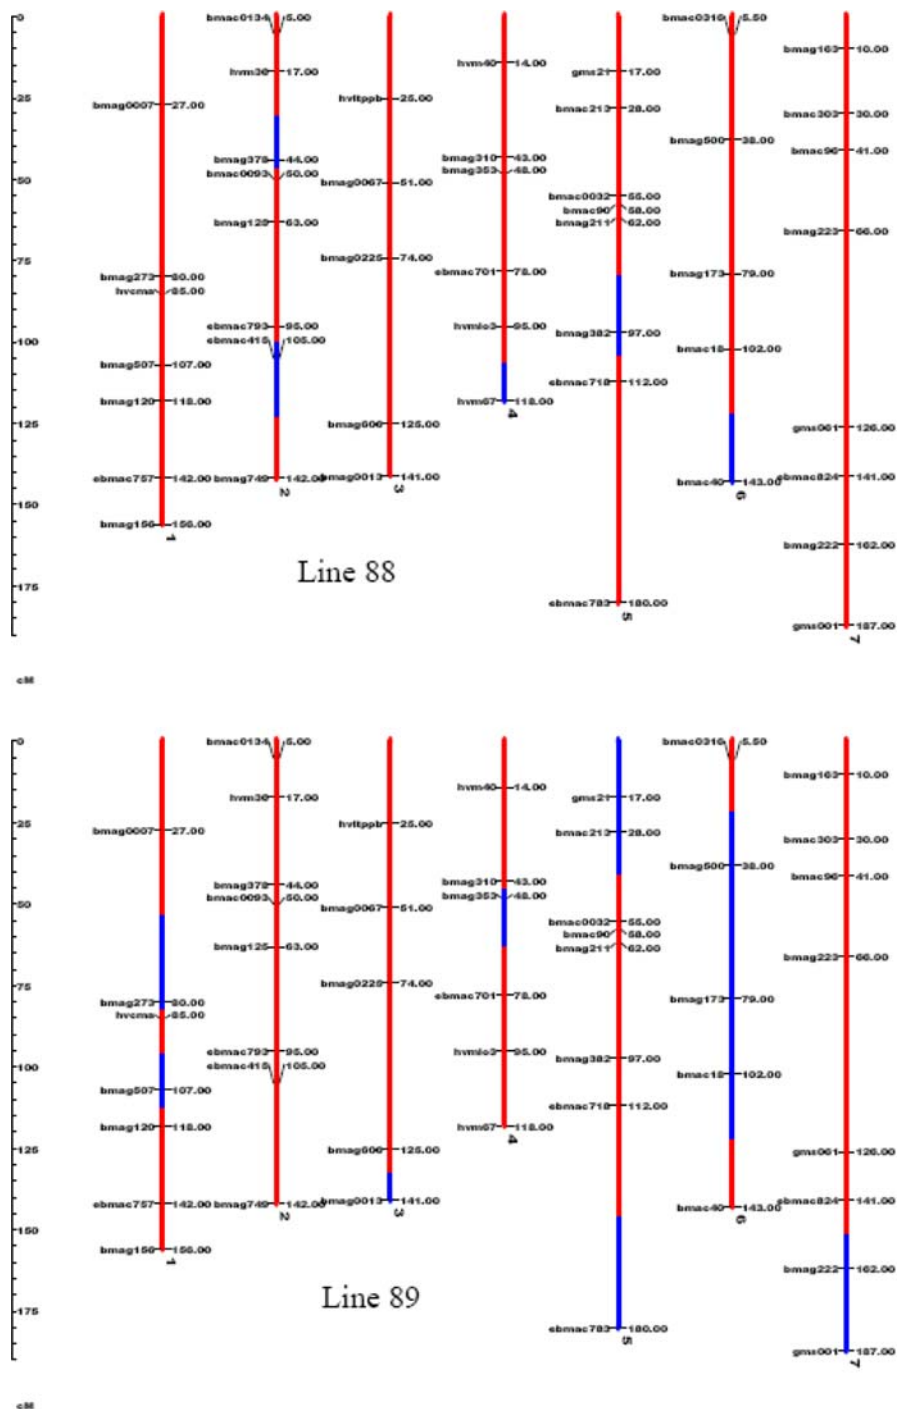 0
bmac0134 5.00
bmac0316 5.50
bmag163 10.00
hvm40 14.00
hvm36 17.00
gms21 17.00
25
bmag0007 27.00
hvltppb 25.00
bmac213 28.00
bmac303 30.00
bmag500 38.00
bmac96 41.00
bmag378 44.00
bmag310 43.00
50
bmac0093 50.00
bmag353 48.00
bmag0067 51.00
bmac0032 55.00
bmac90 58.00
bmag125 63.00
bmag211 62.00
bmag223 66.00
75
bmag273 80.00
bmag0225 74.00
ebmac701 78.00
bmag173 79.00
hvcma 85.00
ebmac793 95.00
hvmlo3 95.00
bmag382 97.00
100
ebmac415 105.00
bmac18 102.00
bmag507 107.00
ebmac718 112.00
bmag120 118.00
hvm67 118.00
4
125
bmag606 125.00
gms061 126.00
ebmac757 142.00
bmag749 142.00
bmag0013 141.00
bmac40 143.00
ebmac824 141.00
2
3
6
150
bmag156 156.00
1
bmag222 162.00
Line 88
175
ebmac783 180.00
5
gms001 187.00
7
cM
0
bmac0134 5.00
bmac0316 5.50
bmag163 10.00
hvm40 14.00
hvm36 17.00
gms21 17.00
25
bmag0007 27.00
hvltppb 25.00
bmac213 28.00
bmac303 30.00
bmag500 38.00
bmac96 41.00
bmag378 44.00
bmag310 43.00
50
bmac0093 50.00
bmag353 48.00
bmag0067 51.00
bmac0032 55.00
bmac90 58.00
bmag125 63.00
bmag211 62.00
bmag223 66.00
75
bmag273 80.00
bmag0225 74.00
ebmac701 78.00
bmag173 79.00
hvcma 85.00
ebmac793 95.00
hvmlo3 95.00
bmag382 97.00
100
ebmac415 105.00
bmac18 102.00
bmag507 107.00
ebmac718 112.00
bmag120 118.00
hvm67 118.00
4
125
bmag606 125.00
gms061 126.00
ebmac757 142.00
bmag749 142.00
bmag0013 141.00
bmac40 143.00
ebmac824 141.00
2
3
6
150
bmag156 156.00
1
bmag222 162.00
Line 89
175
ebmac783 180.00
5
gms001 187.00
7
cM